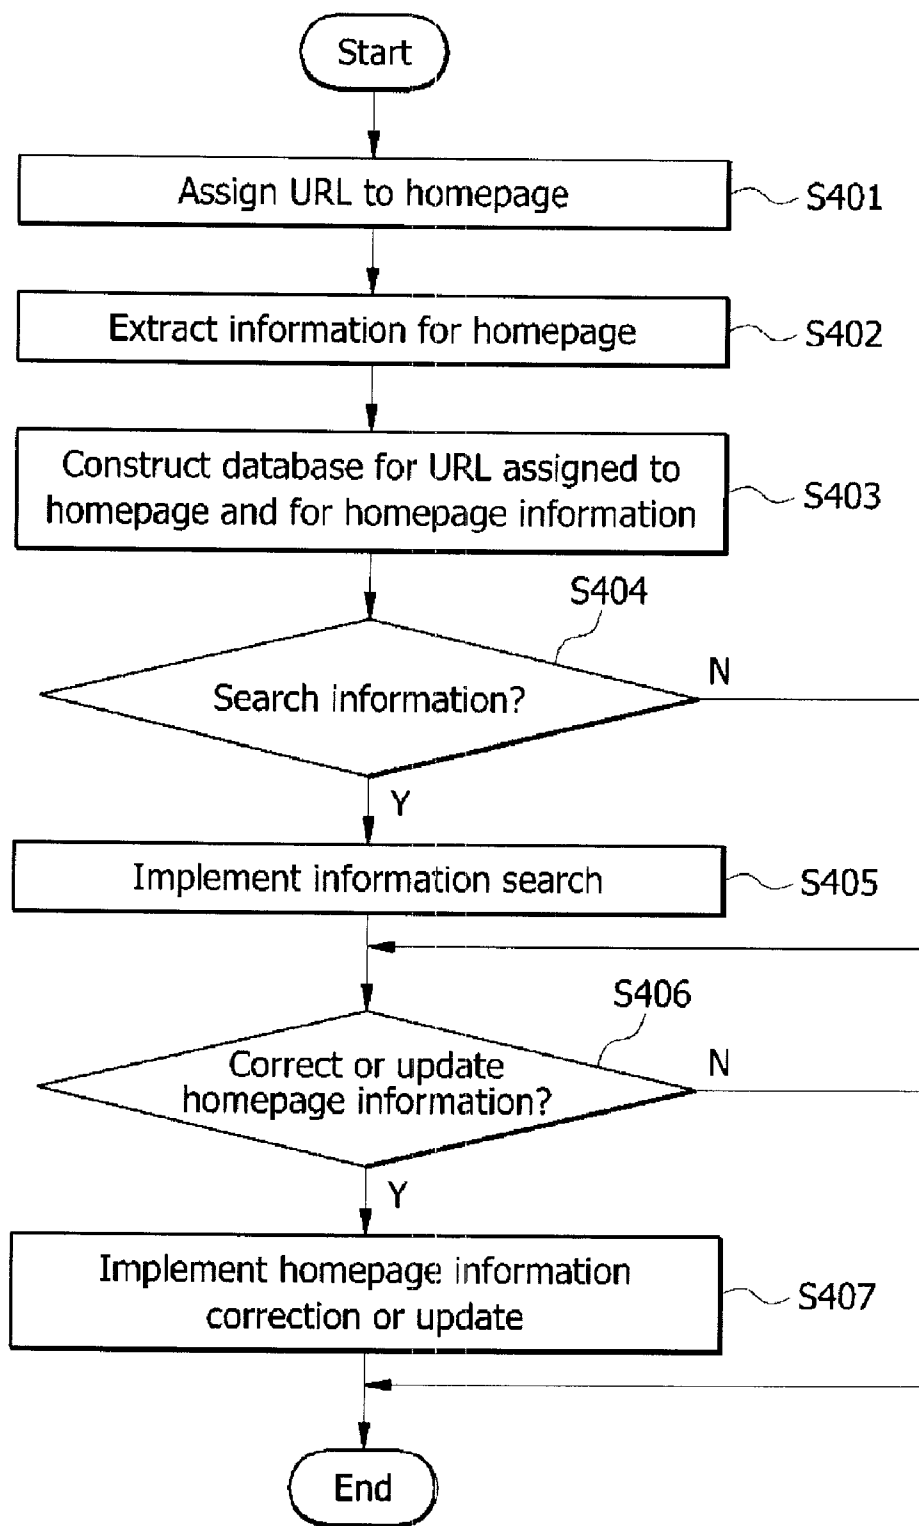 Start
Assign URL to homepage
S401
Extract information for homepage
S402
Construct database for URL assigned to
homepage and for homepage information
S403
S404
Search information?
N
Y
Implement information search
S405
S406
Correct or update
homepage information?
N
Y
Implement homepage information
correction or update
S407
End